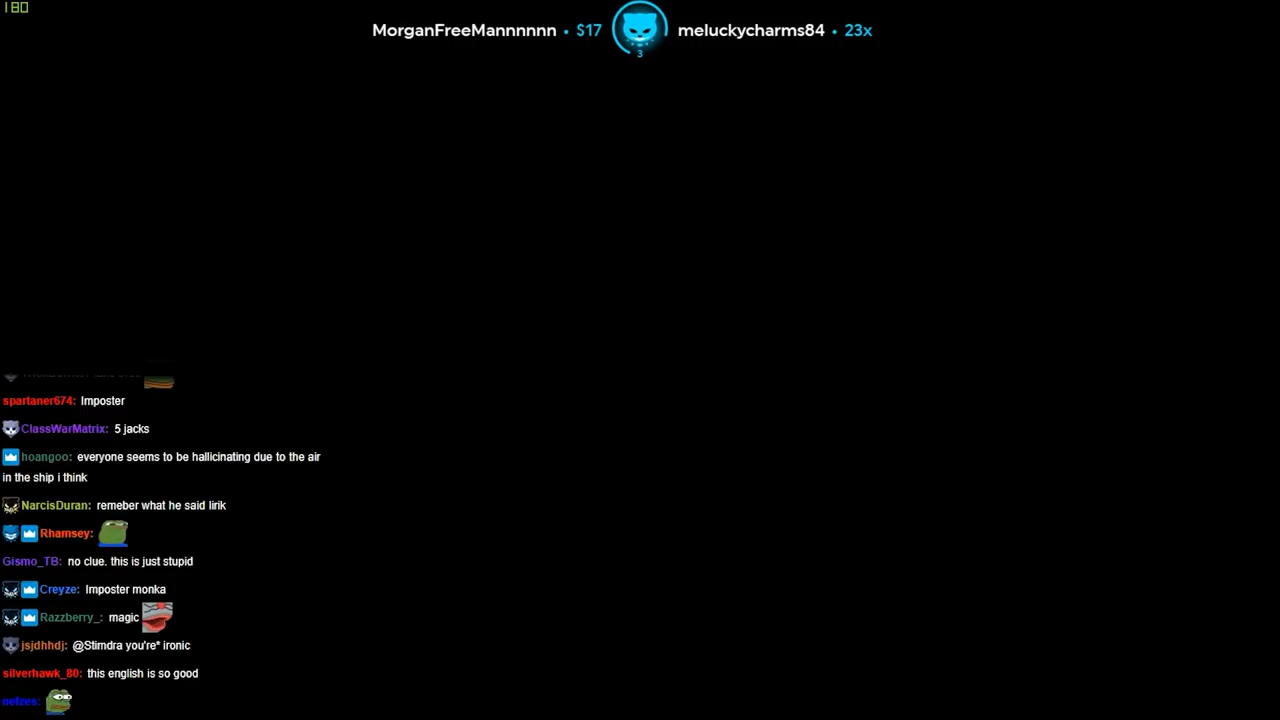 180
MorganFreeMannnnnn • $17
3
meluckycharms84 • 23x
spartaner674: Imposter
ClassWarMatrix: 5 jacks
hoangoo: everyone seems to be hallicinating due to the air
in the ship i think
NarcisDuran: remeber what he said lirik
Rhamsey:
Gismo_TB: no clue. this is just stupid
Creyze: Imposter monka
Razzberry_: magic
jsjdhhdj: @Stimdra you're* ironic
silverhawk_80: this english is so good
nefzes: